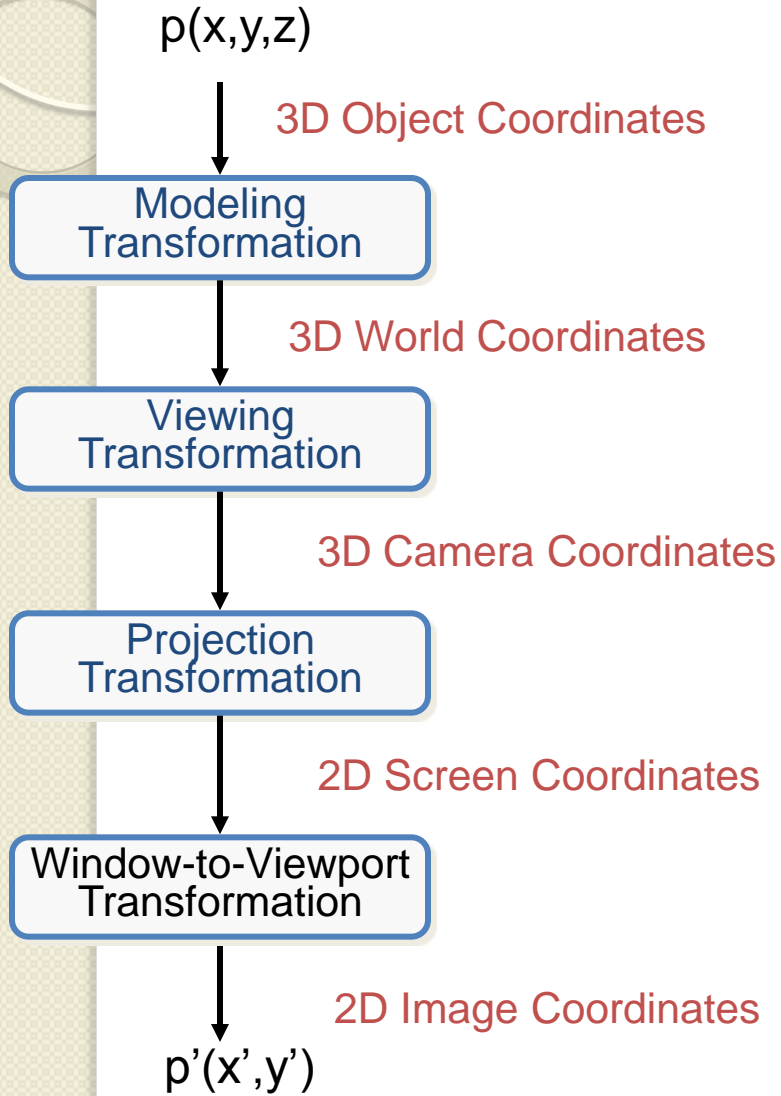 p(x,y,z)
3D Object Coordinates
Modeling
Transformation
3D World Coordinates
Viewing
Transformation
3D Camera Coordinates
Projection
Transformation
2D Screen Coordinates
Window-to-Viewport
Transformation
2D Image Coordinates
p’(x’,y’)